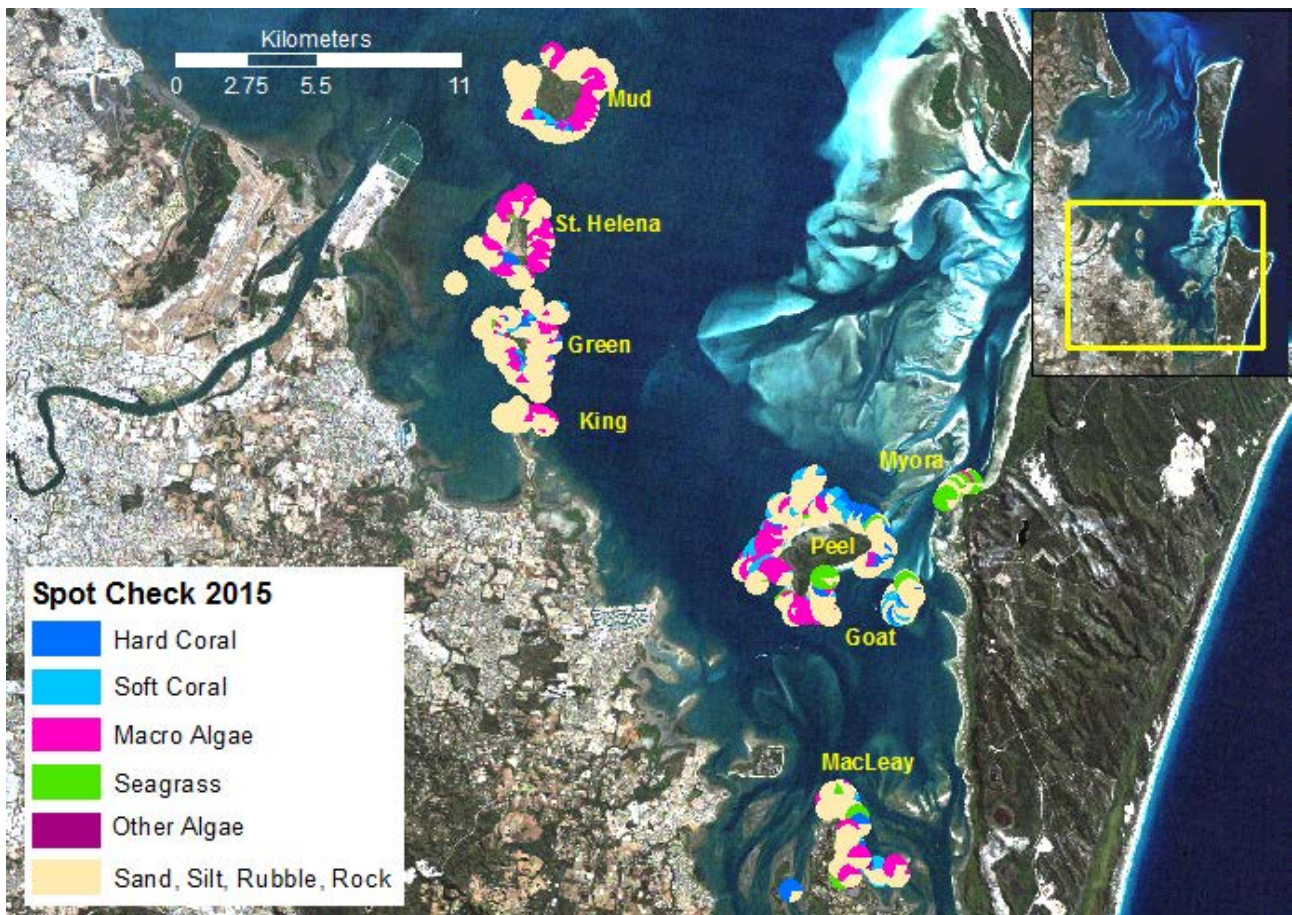 Kilometers
0 2.75 5.5 11
Mud
St. Helena
Green
King
Myora
Peel
Goat
MacLeay
Spot Check 2015
Hard Coral
Soft Coral
Macro Algae
Seagrass
Other Algae
Sand, Silt, Rubble, Rock